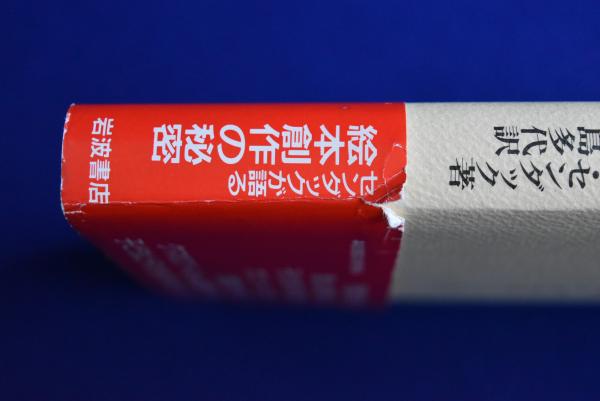 ・センダック著
島多代訳
センダックが語る
絵本創作の秘密
岩波書店